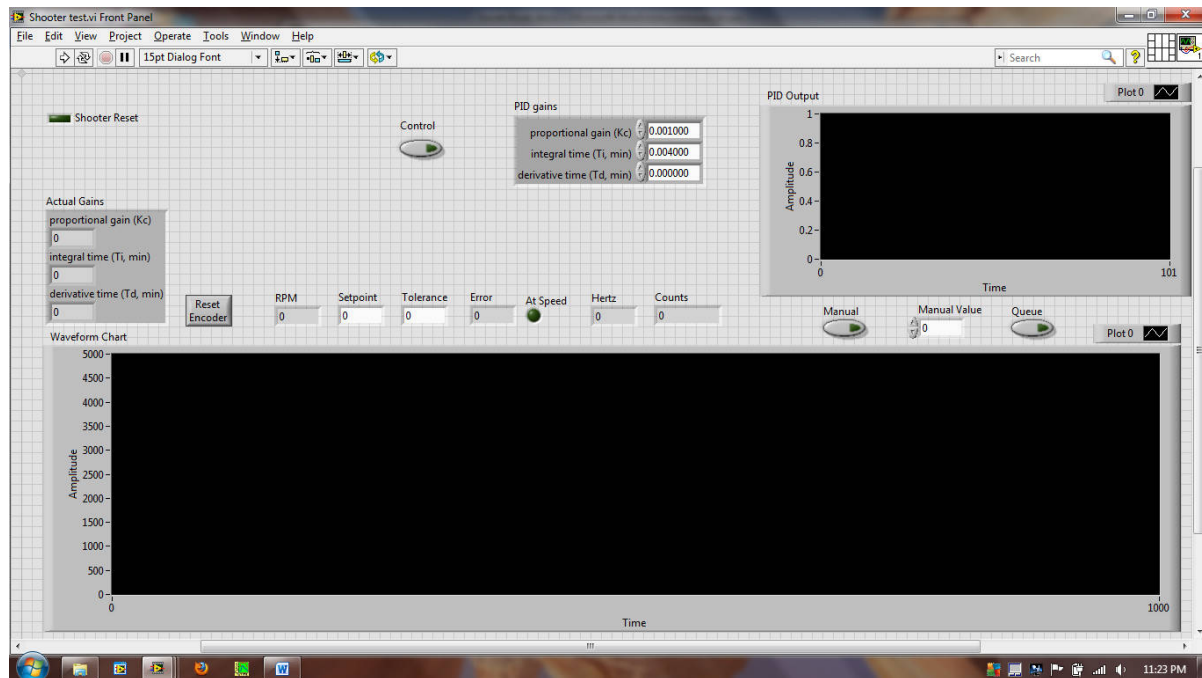 Shooter test.vi Front Panel
File Edit View Project Operate Tools Window Help
15pt Dialog Font
Search
1
Shooter Reset
Control
PID gains
proportional gain (Kc) 0.001000
integral time (Ti, min) 0.004000
derivative time (Td, min) 0.000000
PID Output
Plot 0
1
0.8
0.6
0.4
0.2
0
Amplitude
0
101
Time
Actual Gains
proportional gain (Kc)
0
integral time (Ti, min)
0
derivative time (Td, min)
0
Reset
Encoder
RPM
0
Setpoint
0
Tolerance
0
Error
0
At Speed
Hertz
0
Counts
0
Manual
Manual Value
0
Queue
Waveform Chart
Plot 0
5000
4500
4000
3500
3000
2500
2000
1500
1000
500
0
Amplitude
0
1000
Time
W
11:23 PM